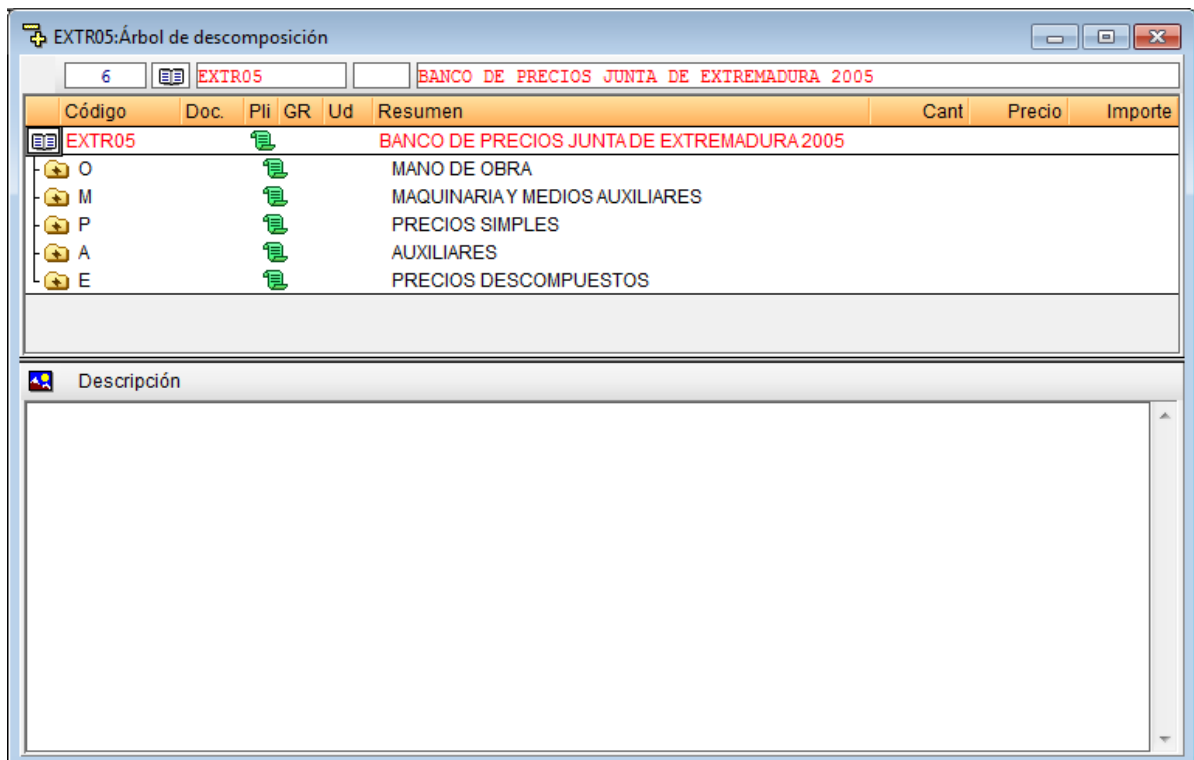 EXTR05:Árbol de descomposición
6 EXTR05 BANCO DE PRECIOS JUNTA DE EXTREMADURA 2005
Código Doc. Pli GR Ud Resumen Cant Precio Importe
EXTR05 BANCO DE PRECIOS JUNTA DE EXTREMADURA 2005
O MANO DE OBRA
M MAQUINARIA Y MEDIOS AUXILIARES
P PRECIOS SIMPLES
A AUXILIARES
E PRECIOS DESCOMPUESTOS
Descripción